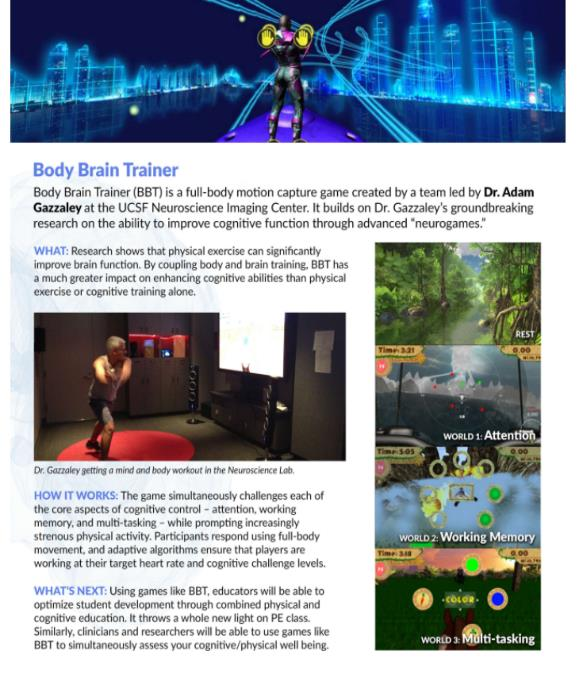 Body Brain Trainer
Body Brain Trainer (BBT) is a full-body motion capture game created by a team led by Dr. Adam
Gazzaley at the UCSF Neuroscience Imaging Center. It builds on Dr. Gazzaley's groundbreaking
research on the ability to improve cognitive function through advanced “neurogames.”
WHAT: Research shows that physical exercise can significantly
improve brain function. By coupling body and brain training, BBT has
a much greater impact on enhancing cognitive abilities than physical
exercise or cognitive training alone.
Dr. Gazzaley getting a mind and body workout in the Neuroscience Lab.
HOW IT WORKS: The game simultaneously challenges each of
the core aspects of cognitive control – attention, working
memory, and multi-tasking – while prompting increasingly
strenous physical activity. Participants respond using full-body
movement, and adaptive algorithms ensure that players are
working at their target heart rate and cognitive challenge levels.
WHAT'S NEXT: Using games like BBT, educators will be able to
optimize student development through combined physical and
cognitive education. It throws a whole new light on PE class.
Similarly, clinicians and researchers will be able to use games like
BBT to simultaneously assess your cognitive/physical well being.
REST
Time: 3:21
0.00
WORLD 1: Attention
Time: 5:05
0.00
WORLD 2: Working Memory
Time: 3:18
0.00
COLOR
WORLD 3: Multi-tasking